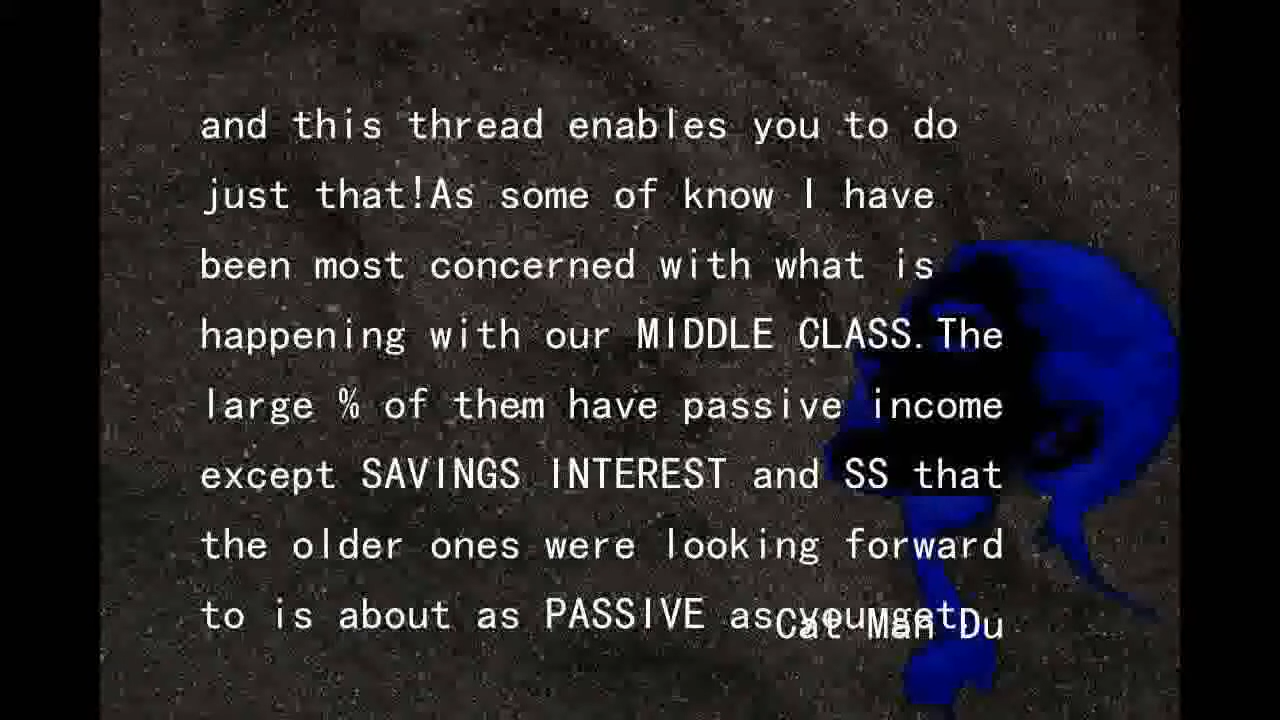 and this thread enables you to do
just that!As some of know I have
been most concerned with what is
happening with our MIDDLE CLASS.The
large % of them have passive income
except SAVINGS INTEREST and SS that
the older ones were looking forward
to is about as PASSIVE as you get.
Cat Man Du